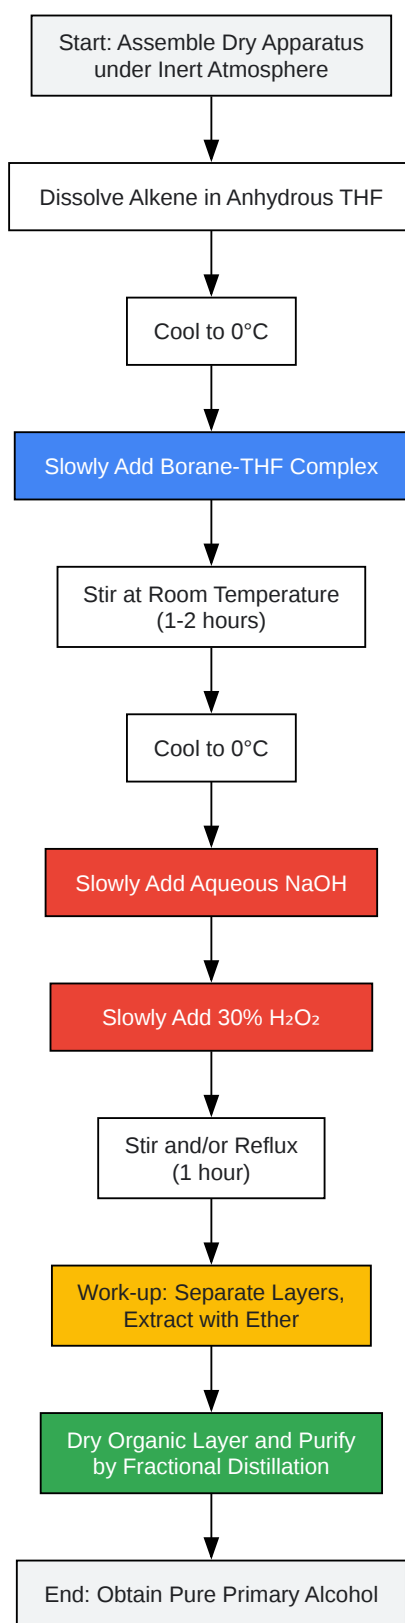 Start: Assemble Dry Apparatus
under Inert Atmosphere
Dissolve Alkene in Anhydrous THF
Cool to 0°C
Slowly Add Borane-THF Complex
Stir at Room Temperature
(1-2 hours)
Cool to 0°C
Slowly Add Aqueous NaOH
Slowly Add 30% H₂O₂
Stir and/or Reflux
(1 hour)
Work-up: Separate Layers,
Extract with Ether
Dry Organic Layer and Purify
by Fractional Distillation
End: Obtain Pure Primary Alcohol